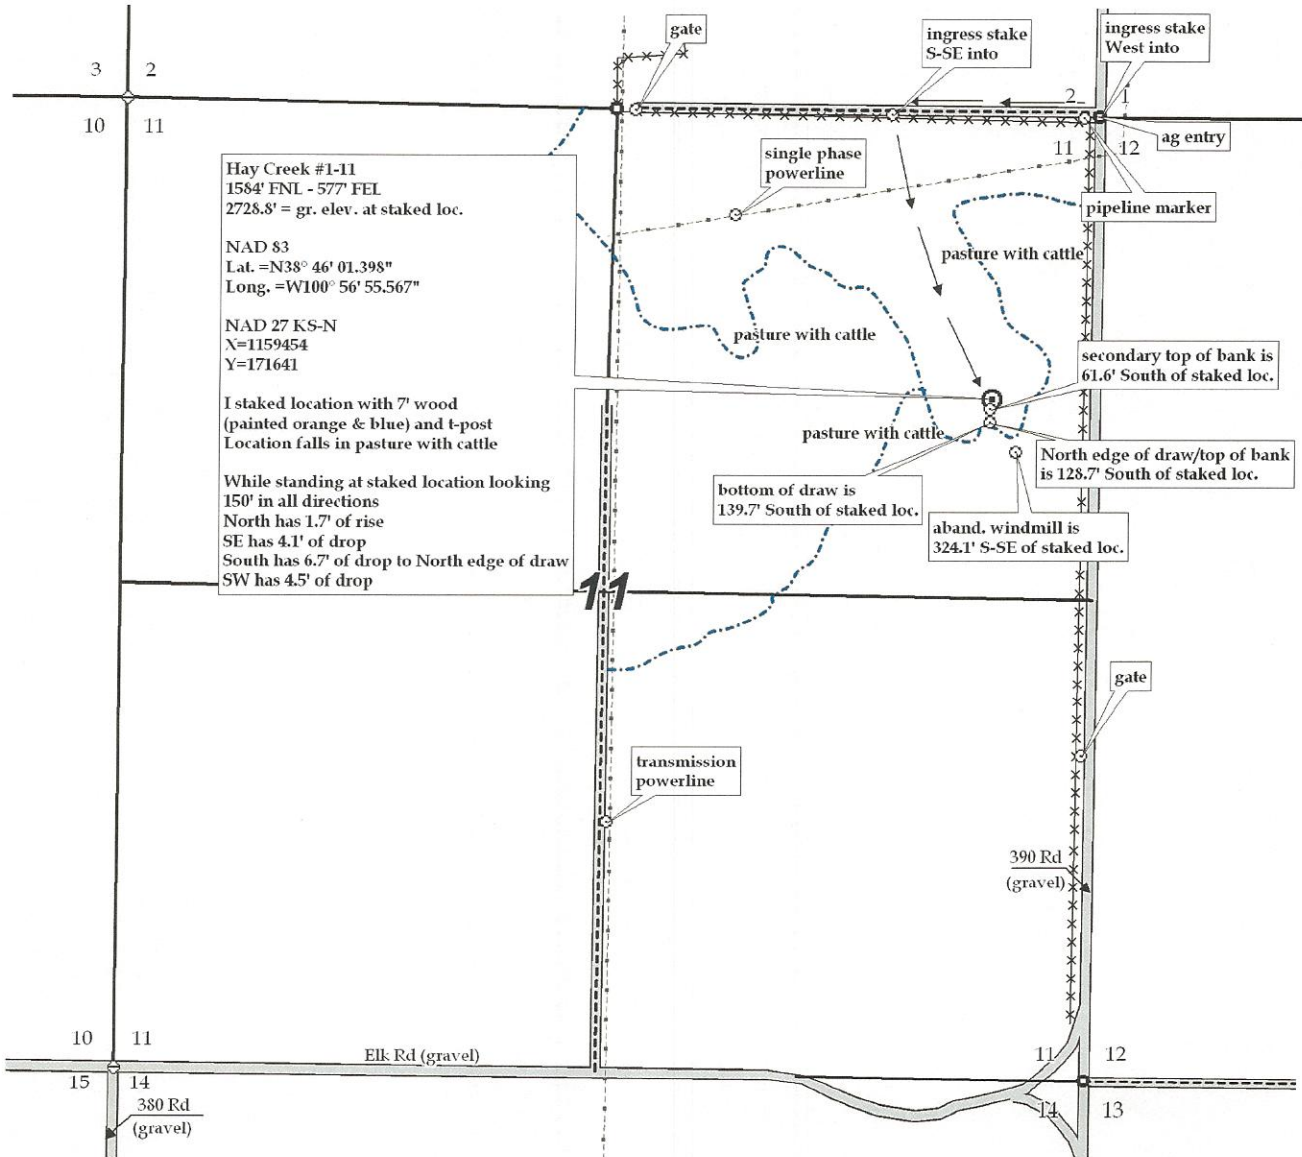 gate
ingress stake
S-SE into
ingress stake
West into
3
2
2
1
10
11
11
12
ag entry
single phase
powerline
pipeline marker
Hay Creek #1-11
1584' FNL - 577' FEL
2728.8' = gr. elev. at staked loc.
NAD 83
Lat. =N38° 46' 01.398"
Long. =W100° 56' 55.567"
NAD 27 KS-N
X=1159454
Y=171641
I staked location with 7' wood
(painted orange & blue) and t-post
Location falls in pasture with cattle
While standing at staked location looking
150' in all directions
North has 1.7' of rise
SE has 4.1' of drop
South has 6.7' of drop to North edge of draw
SW has 4.5' of drop
pasture with cattle
pasture with cattle
secondary top of bank is
61.6' South of staked loc.
pasture with cattle
North edge of draw/top of bank
is 128.7' South of staked loc.
bottom of draw is
139.7' South of staked loc.
aband. windmill is
324.1' S-SE of staked loc.
11
gate
transmission
powerline
390 Rd
(gravel)
10
11
Elk Rd (gravel)
11
12
15
14
14
13
380 Rd
(gravel)